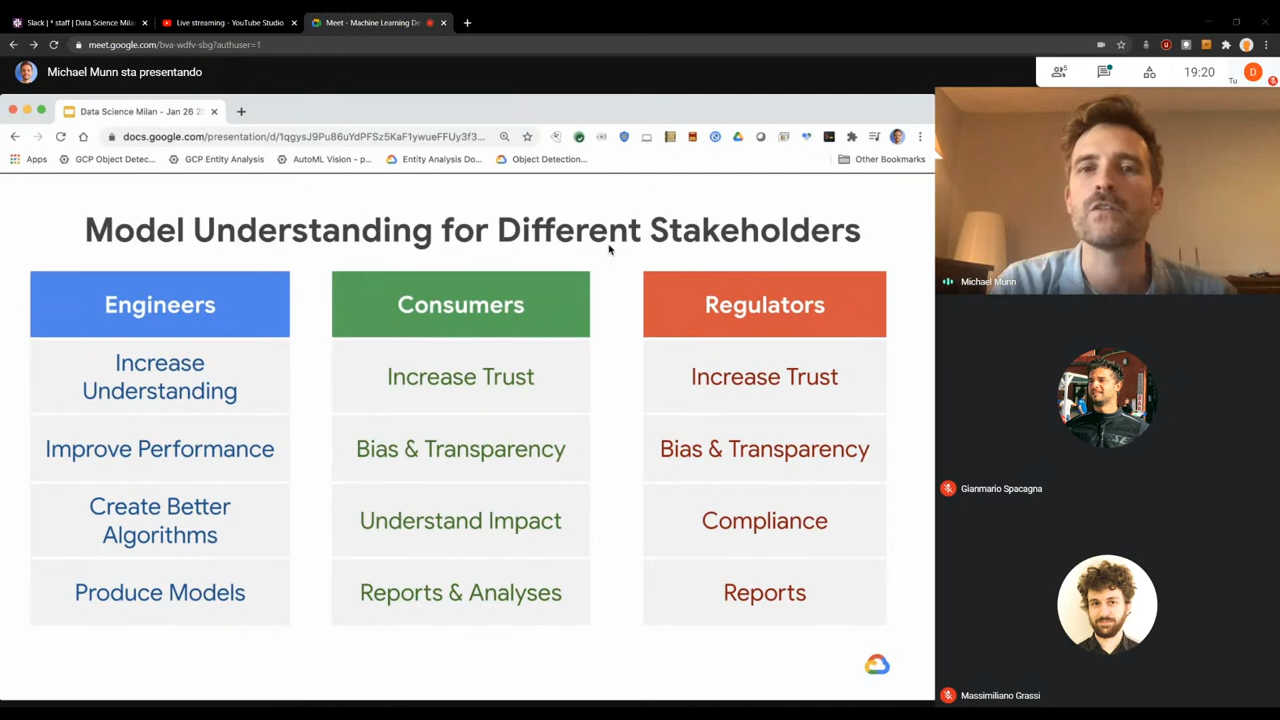 Slack | * staff | Data Science Mila
Live streaming - YouTube Studio
Meet - Machine Learning De
meet.google.com/bva-wdfv-sbg?authuser=1
Michael Munn sta presentando
5
19:20
Tu
D
Data Science Milan - Jan 26 2
docs.google.com/presentation/d/1qgysJ9Pu86uYdPFSz5KaF1ywueFFUy3f3...
Apps
GCP Object Detec...
GCP Entity Analysis
AutoML Vision - p...
Entity Analysis Do...
Object Detection...
Other Bookmarks
Model Understanding for Different Stakeholders
Engineers
Increase
Understanding
Improve Performance
Create Better
Algorithms
Produce Models
Consumers
Increase Trust
Bias & Transparency
Understand Impact
Reports & Analyses
Regulators
Increase Trust
Bias & Transparency
Compliance
Reports
Michael Munn
Gianmario Spacagna
Massimiliano Grassi